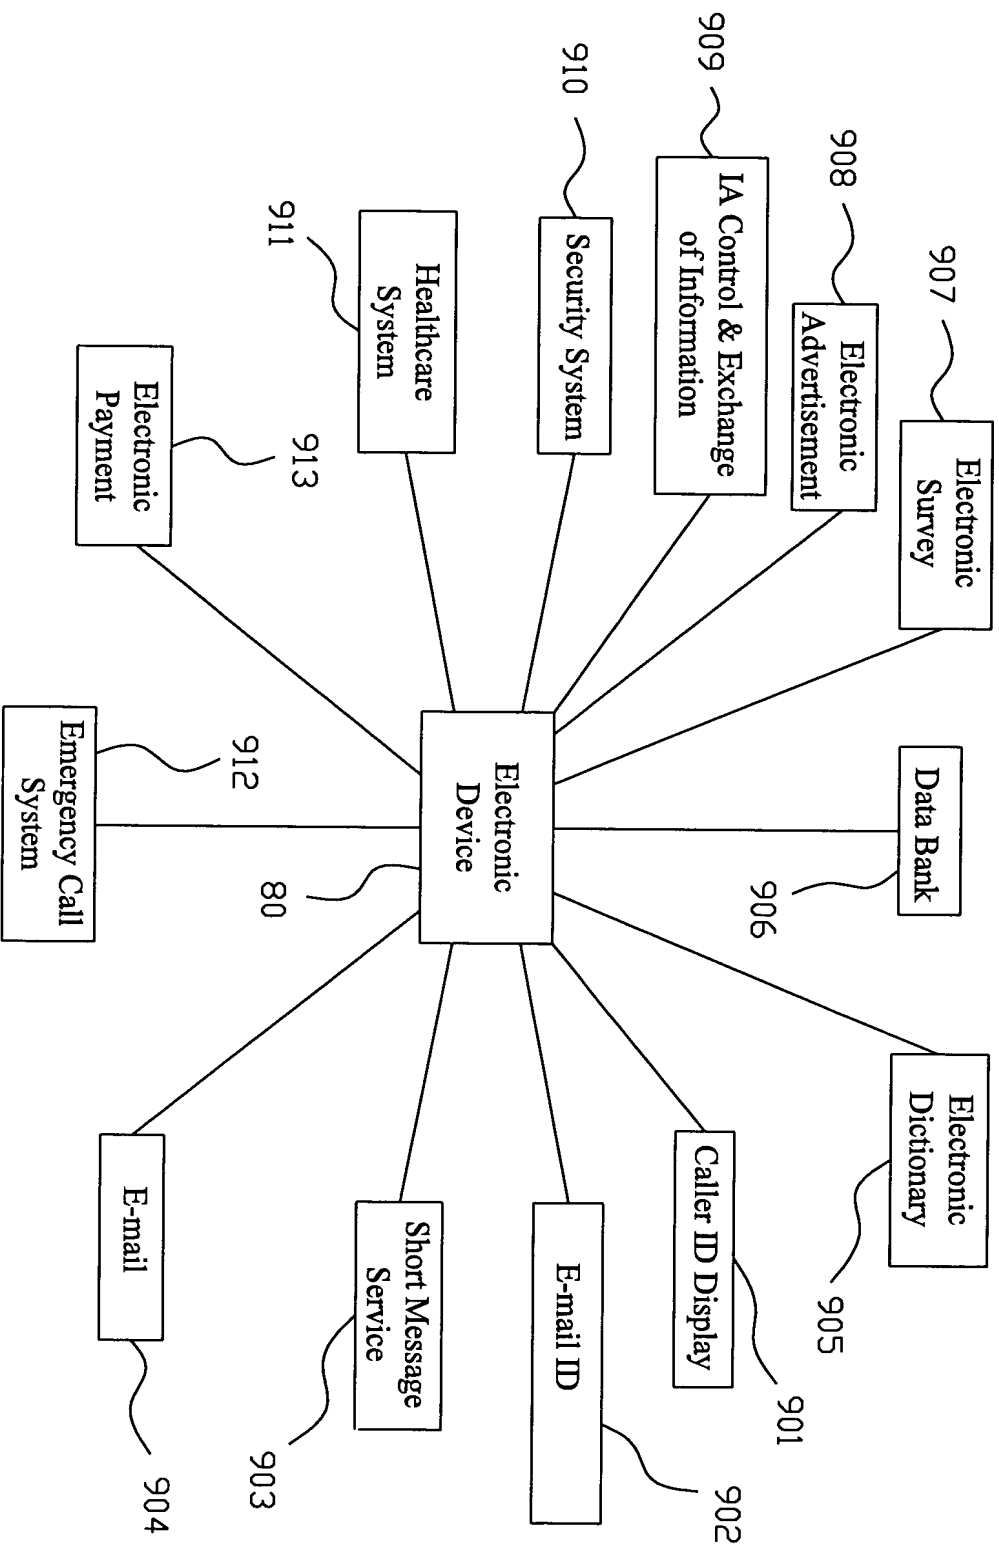 907
Electronic
Survey
Data Bank
906
Electronic
Dictionary
905
908
Electronic
Advertisement
909
IA Control & Exchange
of Information
Caller ID Display
901
910
Security System
Electronic
Device
80
E-mail ID
902
911
Healthcare
System
Short Message
Service
903
913
Electronic
Payment
E-mail
904
912
Emergency Call
System